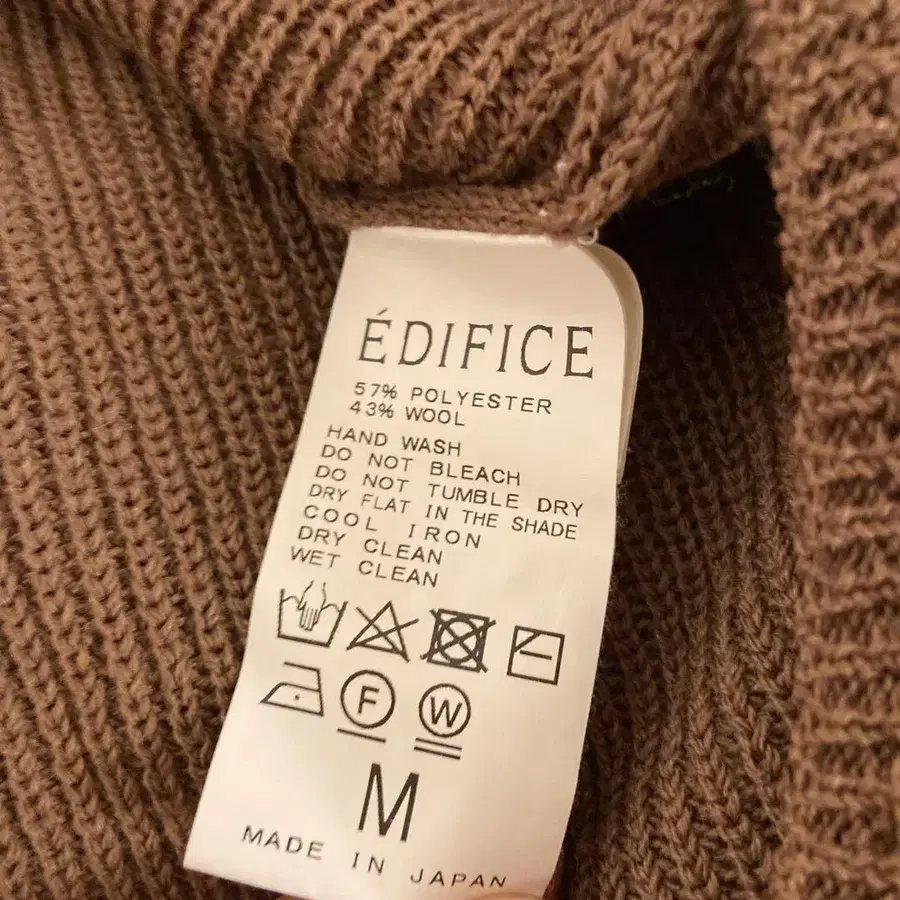 ÉDIFICE
57% POLYESTER
43% WOOL
HAND WASH
DO NOT BLEACH
DO NOT TUMBLE DRY
DRY FLAT IN THE SHADE
COOL IRON
DRY CLEAN
WET CLEAN
F W
M
MADE IN JAPAN